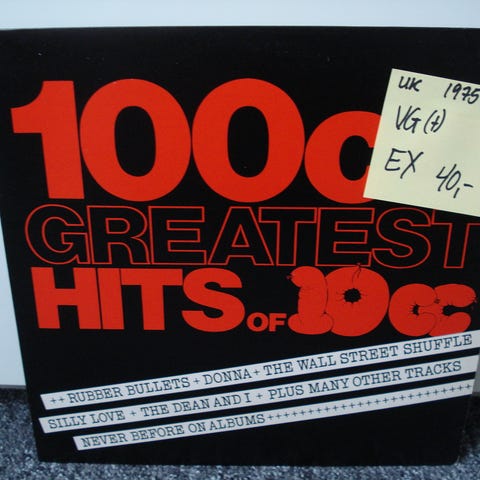 100c
GREATEST
HITS OF 10cc
++ RUBBER BULLETS + DONNA + THE WALL STREET SHUFFLE
SILLY LOVE + THE DEAN AND I + PLUS MANY OTHER TRACKS
NEVER BEFORE ON ALBUMS ++++++++++++++++++++++++
UK 1975
VG(+)
EX 40,-